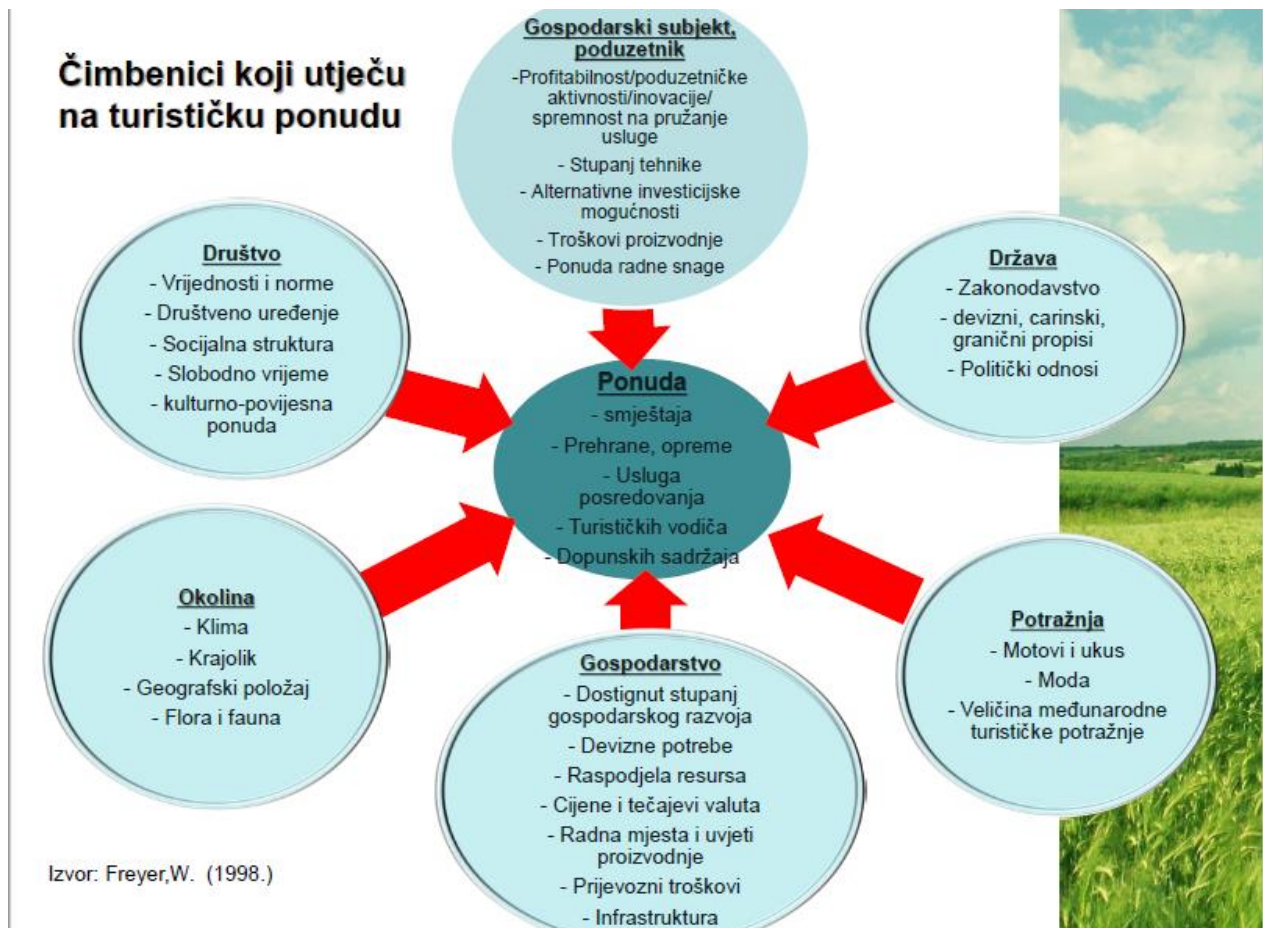 Čimbenici koji utječu
na turističku ponudu
Gospodarski subjekt,
poduzetnik
-Profitabilnost/poduzetničke
aktivnosti/inovacije/
spremnost na pružanje
usluge
- Stupanj tehnike
- Alternativne investicijske
mogućnosti
- Troškovi proizvodnje
- Ponuda radne snage
Društvo
- Vrijednosti i norme
- Društveno uređenje
- Socijalna struktura
- Slobodno vrijeme
- kulturno-povijesna
ponuda
Država
- Zakonodavstvo
- devizni, carinski,
granični propisi
- Politički odnosi
Ponuda
- smještaja
- Prehrane, opreme
- Usluga
posredovanja
- Turističkih vodiča
- Dopunskih sadržaja
Okolina
- Klima
- Krajolik
- Geografski položaj
- Flora i fauna
Gospodarstvo
- Dostignut stupanj
gospodarskog razvoja
- Devizne potrebe
- Raspodjela resursa
- Cijene i tečajevi valuta
- Radna mjesta i uvjeti
proizvodnje
- Prijevozni troškovi
- Infrastruktura
Potražnja
- Motovi i ukus
- Moda
- Veličina međunarodne
turističke potražnje
Izvor: Freyer,W. (1998.)